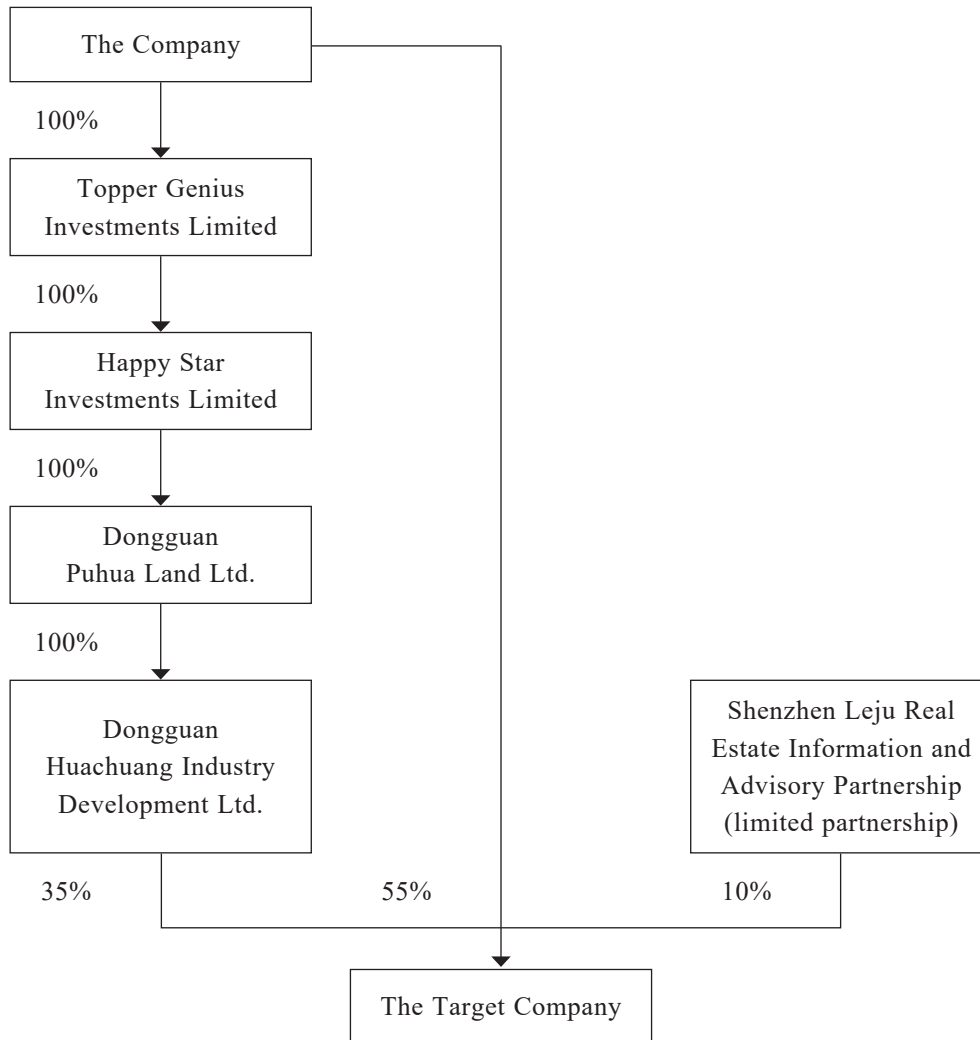 The Company
100%
Topper Genius
Investments Limited
100%
Happy Star
Investments Limited
100%
Dongguan
Puhua Land Ltd.
100%
Dongguan
Huachuang Industry
Development Ltd.
Shenzhen Leju Real
Estate Information and
Advisory Partnership
(limited partnership)
35%
55%
10%
The Target Company